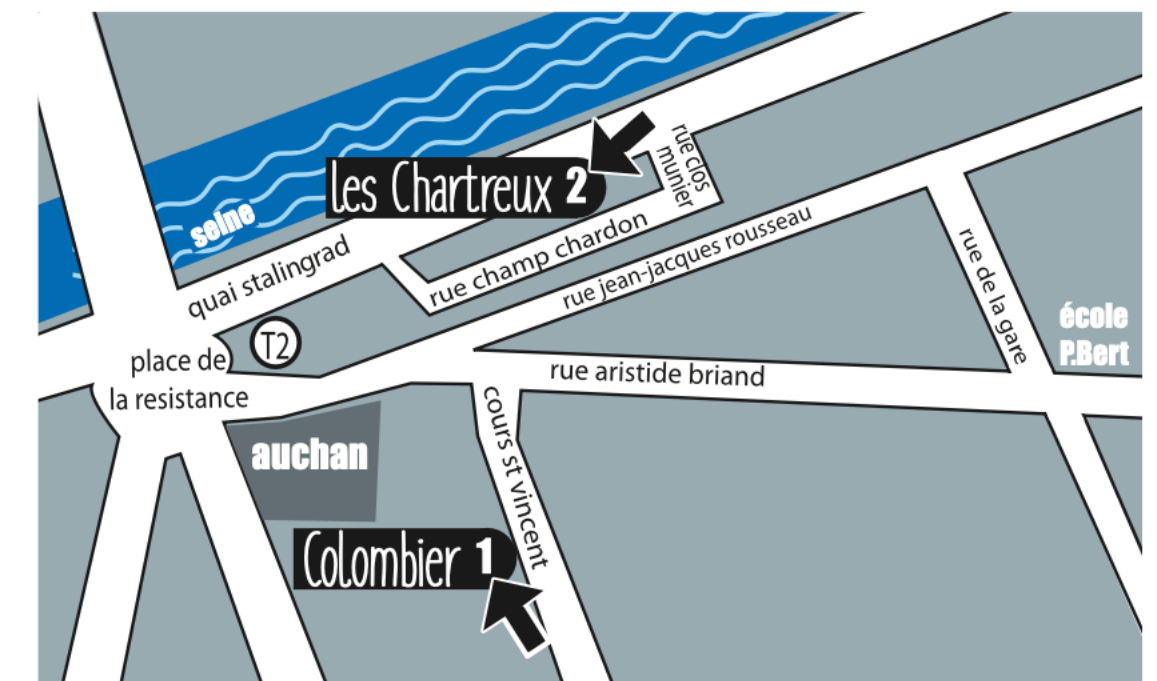 les Chartreux 2
rue clos
munier
seine
quai stalingrad
rue champ chardon
rue jean-jacques rousseau
rue de la gare
T2
école
P.Bert
place de
la resistance
rue aristide briand
cours st vincent
auchan
Colombier 1